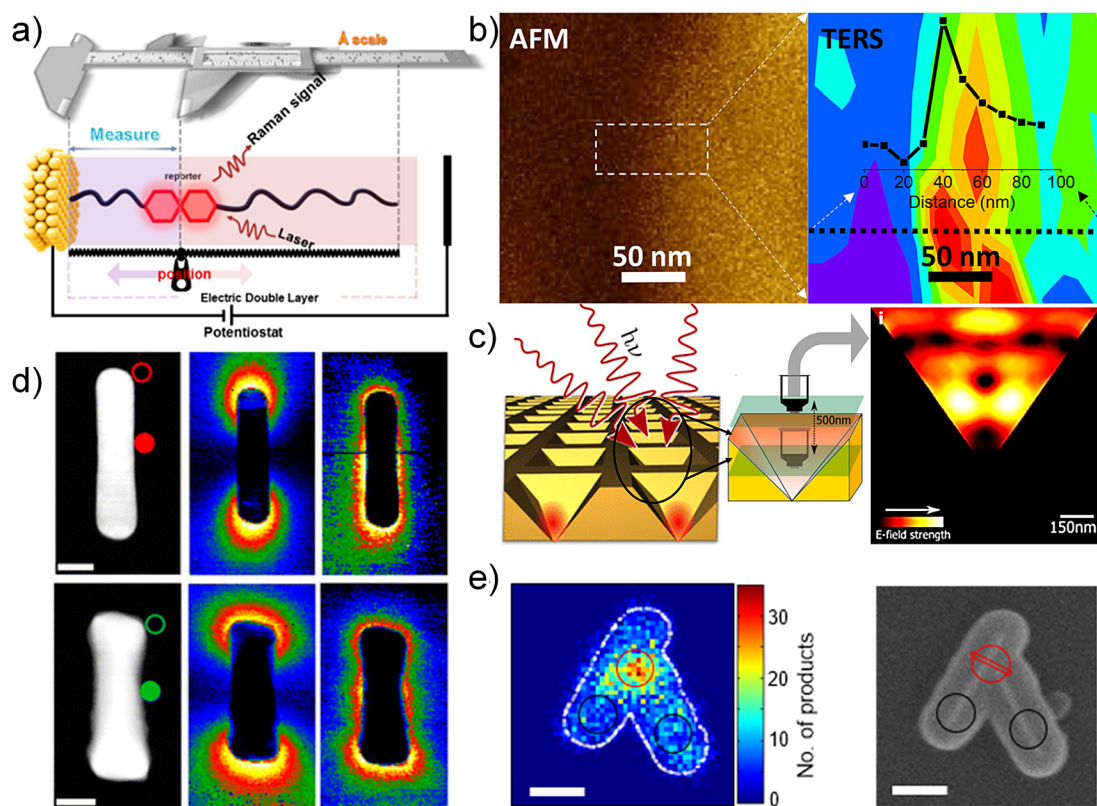 a)
Å scale
Measure
Raman signal
reporter
Laser
position
Electric Double Layer
Potentiostat
b)
AFM
50 nm
TERS
0 20 40 60 80 100
Distance (nm)
50 nm
c)
hν
500nm
i
E-field strength
150nm
d)
e)
30
20
10
0
No. of products